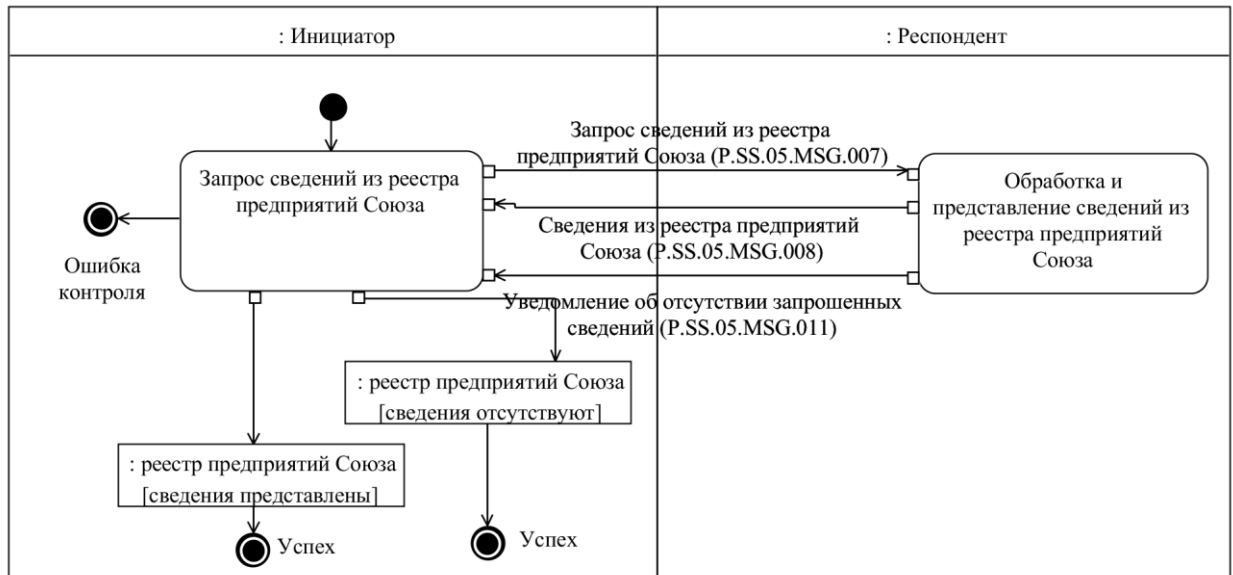 : Инициатор
: Респондент
Запрос сведений из реестра
предприятий Союза (P.SS.05.MSG.007)
Запрос сведений из реестра
предприятий Союза
Обработка и
представление сведений из
реестра предприятий
Союза
Сведения из реестра предприятий
Союза (P.SS.05.MSG.008)
Ошибка
контроля
Уведомление об отсутствии запрошенных
сведений (P.SS.05.MSG.011)
: реестр предприятий Союза
[сведения отсутствуют]
: реестр предприятий Союза
[сведения представлены]
Успех
Успех